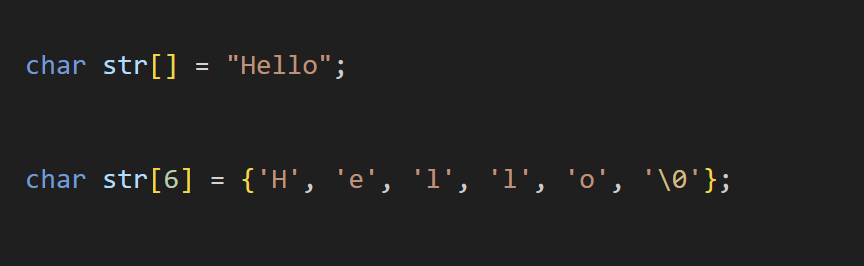 char str[] = "Hello";
char str[6] = {'H', 'e', 'l', 'l', 'o', '\0'};